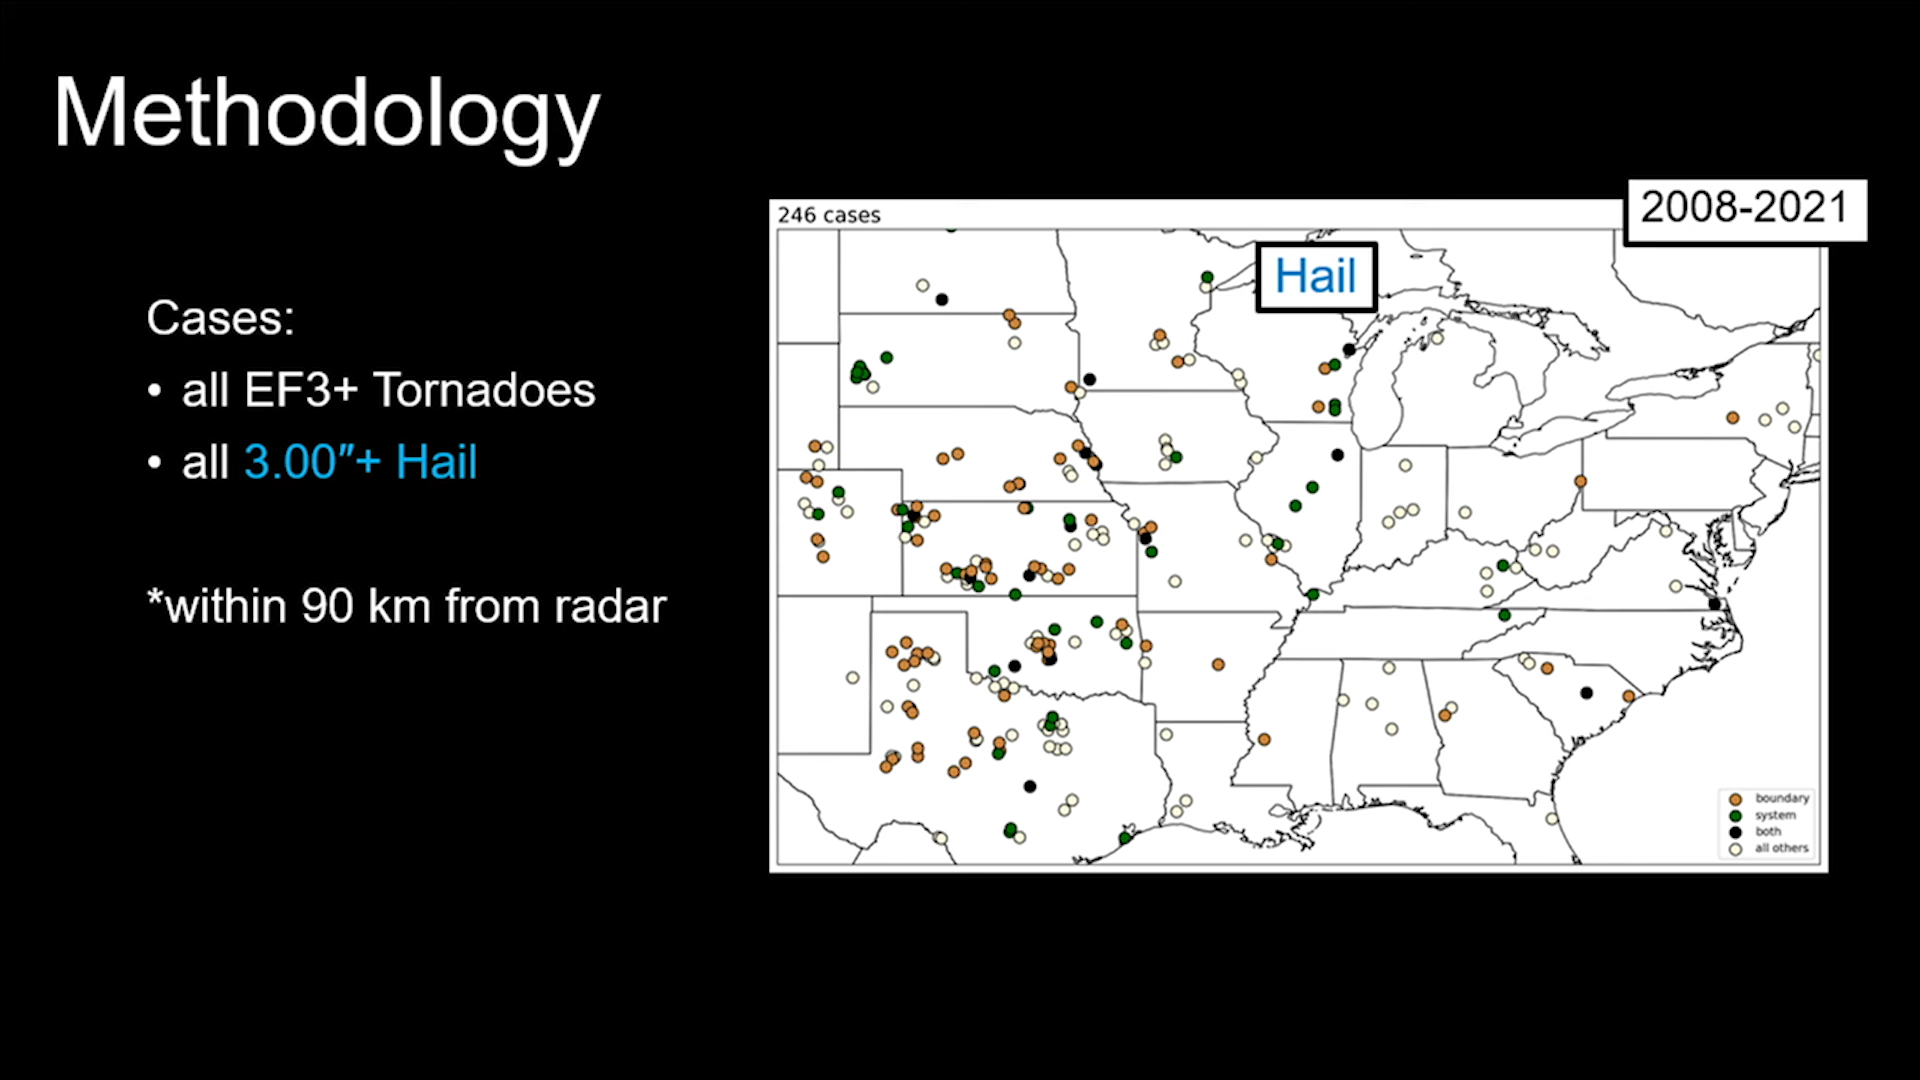 Methodology
2008-2021
246 cases
Hail
Cases:
• all EF3+ Tornadoes
• all 3.00″+ Hail
*within 90 km from radar
boundary
system
both
all others